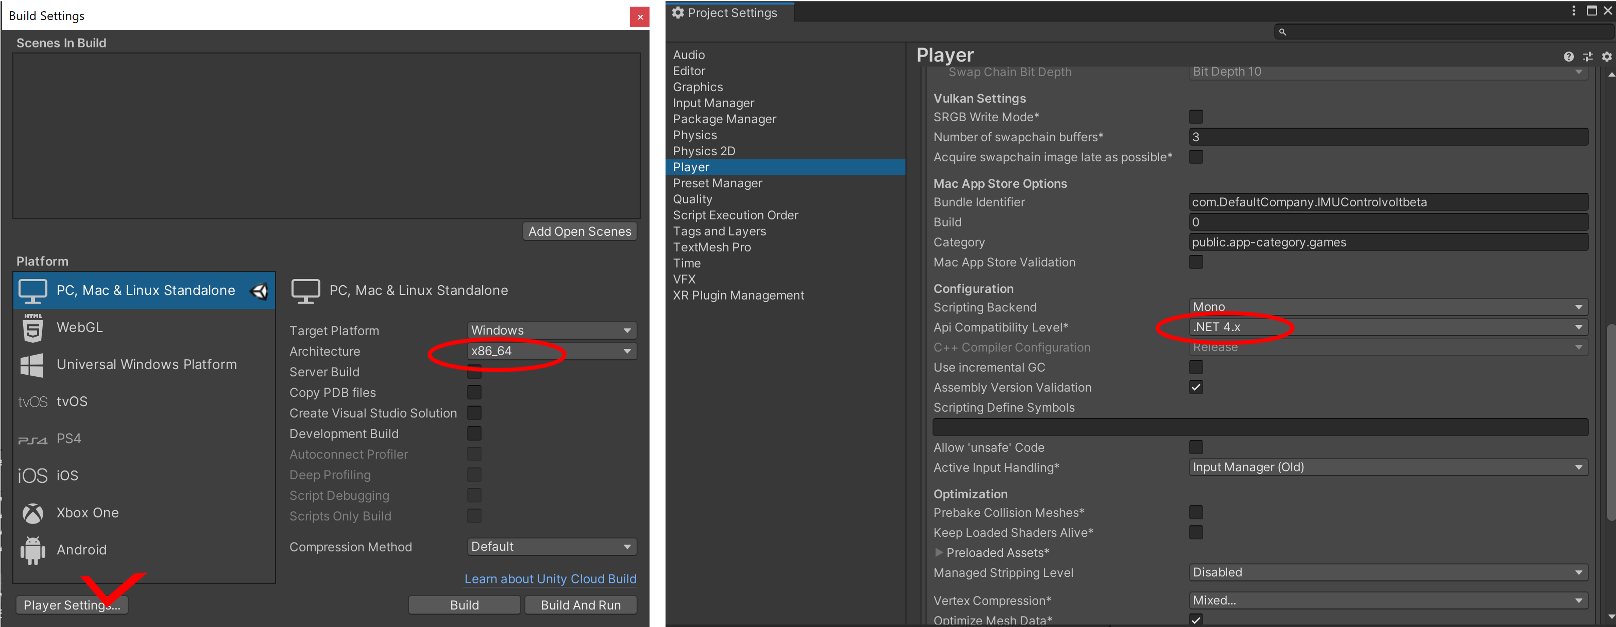 Build Settings
Scenes In Build
Add Open Scenes
Platform
PC, Mac & Linux Standalone
HTML 5 WebGL
Universal Windows Platform
tvOS tvOS
PS4 PS4
iOS iOS
Xbox One
Android
PC, Mac & Linux Standalone
Target Platform Windows
Architecture x86_64
Server Build
Copy PDB files
Create Visual Studio Solution
Development Build
Autoconnect Profiler
Deep Profiling
Script Debugging
Scripts Only Build
Compression Method Default
Learn about Unity Cloud Build
Player Settings...
Build
Build And Run
Project Settings
Audio
Editor
Graphics
Input Manager
Package Manager
Physics
Physics 2D
Player
Preset Manager
Quality
Script Execution Order
Tags and Layers
TextMesh Pro
Time
VFX
XR Plugin Management
Player
Swap Chain Bit Depth Bit Depth 10
Vulkan Settings
SRGB Write Mode*
Number of swapchain buffers* 3
Acquire swapchain image late as possible*
Mac App Store Options
Bundle Identifier com.DefaultCompany.IMUControlvoltbeta
Build 0
Category public.app-category.games
Mac App Store Validation
Configuration
Scripting Backend Mono
Api Compatibility Level* .NET 4.x
C++ Compiler Configuration Release
Use incremental GC
Assembly Version Validation
Scripting Define Symbols
Allow 'unsafe' Code
Active Input Handling* Input Manager (Old)
Optimization
Prebake Collision Meshes*
Keep Loaded Shaders Alive*
Preloaded Assets*
Managed Stripping Level Disabled
Vertex Compression* Mixed...
Optimize Mesh Data*